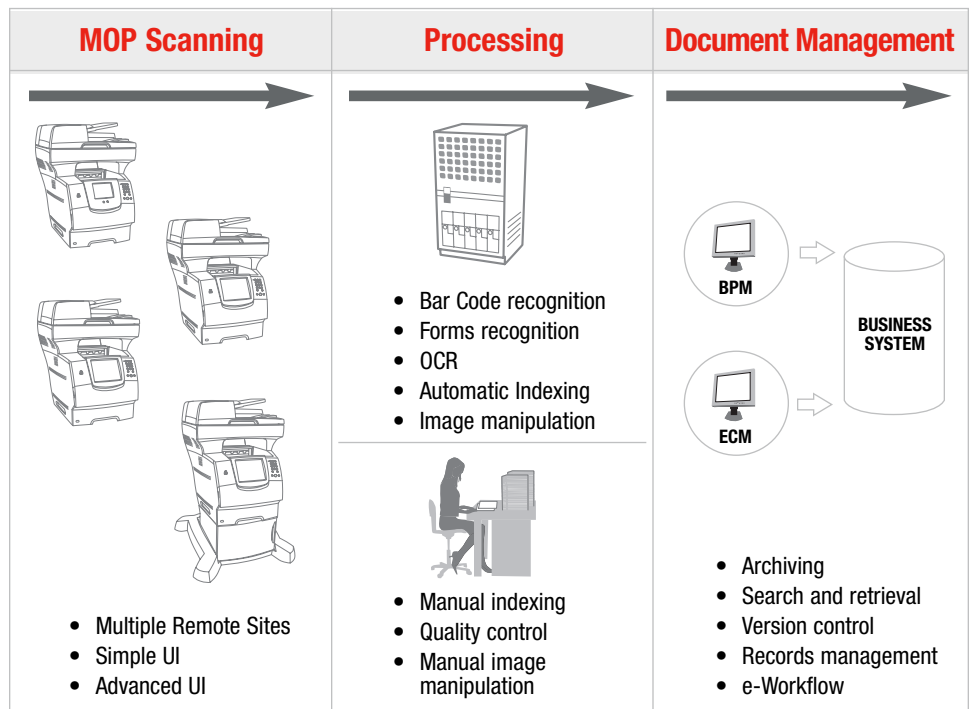 MOP Scanning
Processing
Document Management
• Multiple Remote Sites
• Simple UI
• Advanced UI
• Bar Code recognition
• Forms recognition
• OCR
• Automatic Indexing
• Image manipulation
• Manual indexing
• Quality control
• Manual image
manipulation
BPM
ECM
BUSINESS
SYSTEM
• Archiving
• Search and retrieval
• Version control
• Records management
• e-Workflow